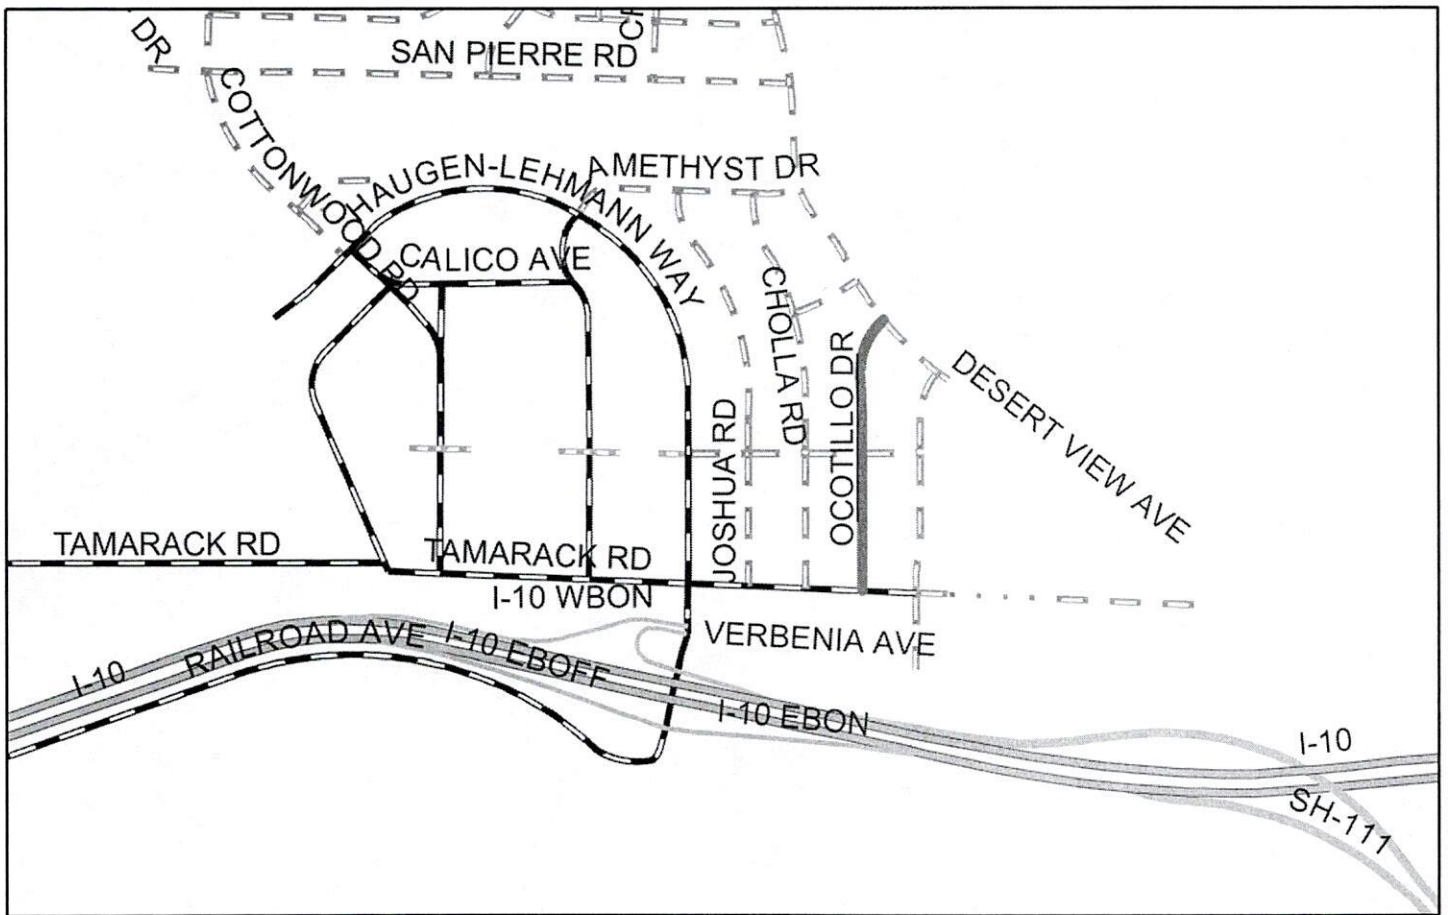 DR
SAN PIERRE RD
COTTONWOOD RD
HAUGEN-LEHMANN WAY
AMETHYST DR
CALICO AVE
CHOLLA RD
JOSHUA RD
OCOTILLO DR
DESERT VIEW AVE
TAMARACK RD
TAMARACK RD
I-10 WBON
VERBENIA AVE
I-10
RAILROAD AVE
I-10 EBOFF
I-10 EBON
I-10
SH-111